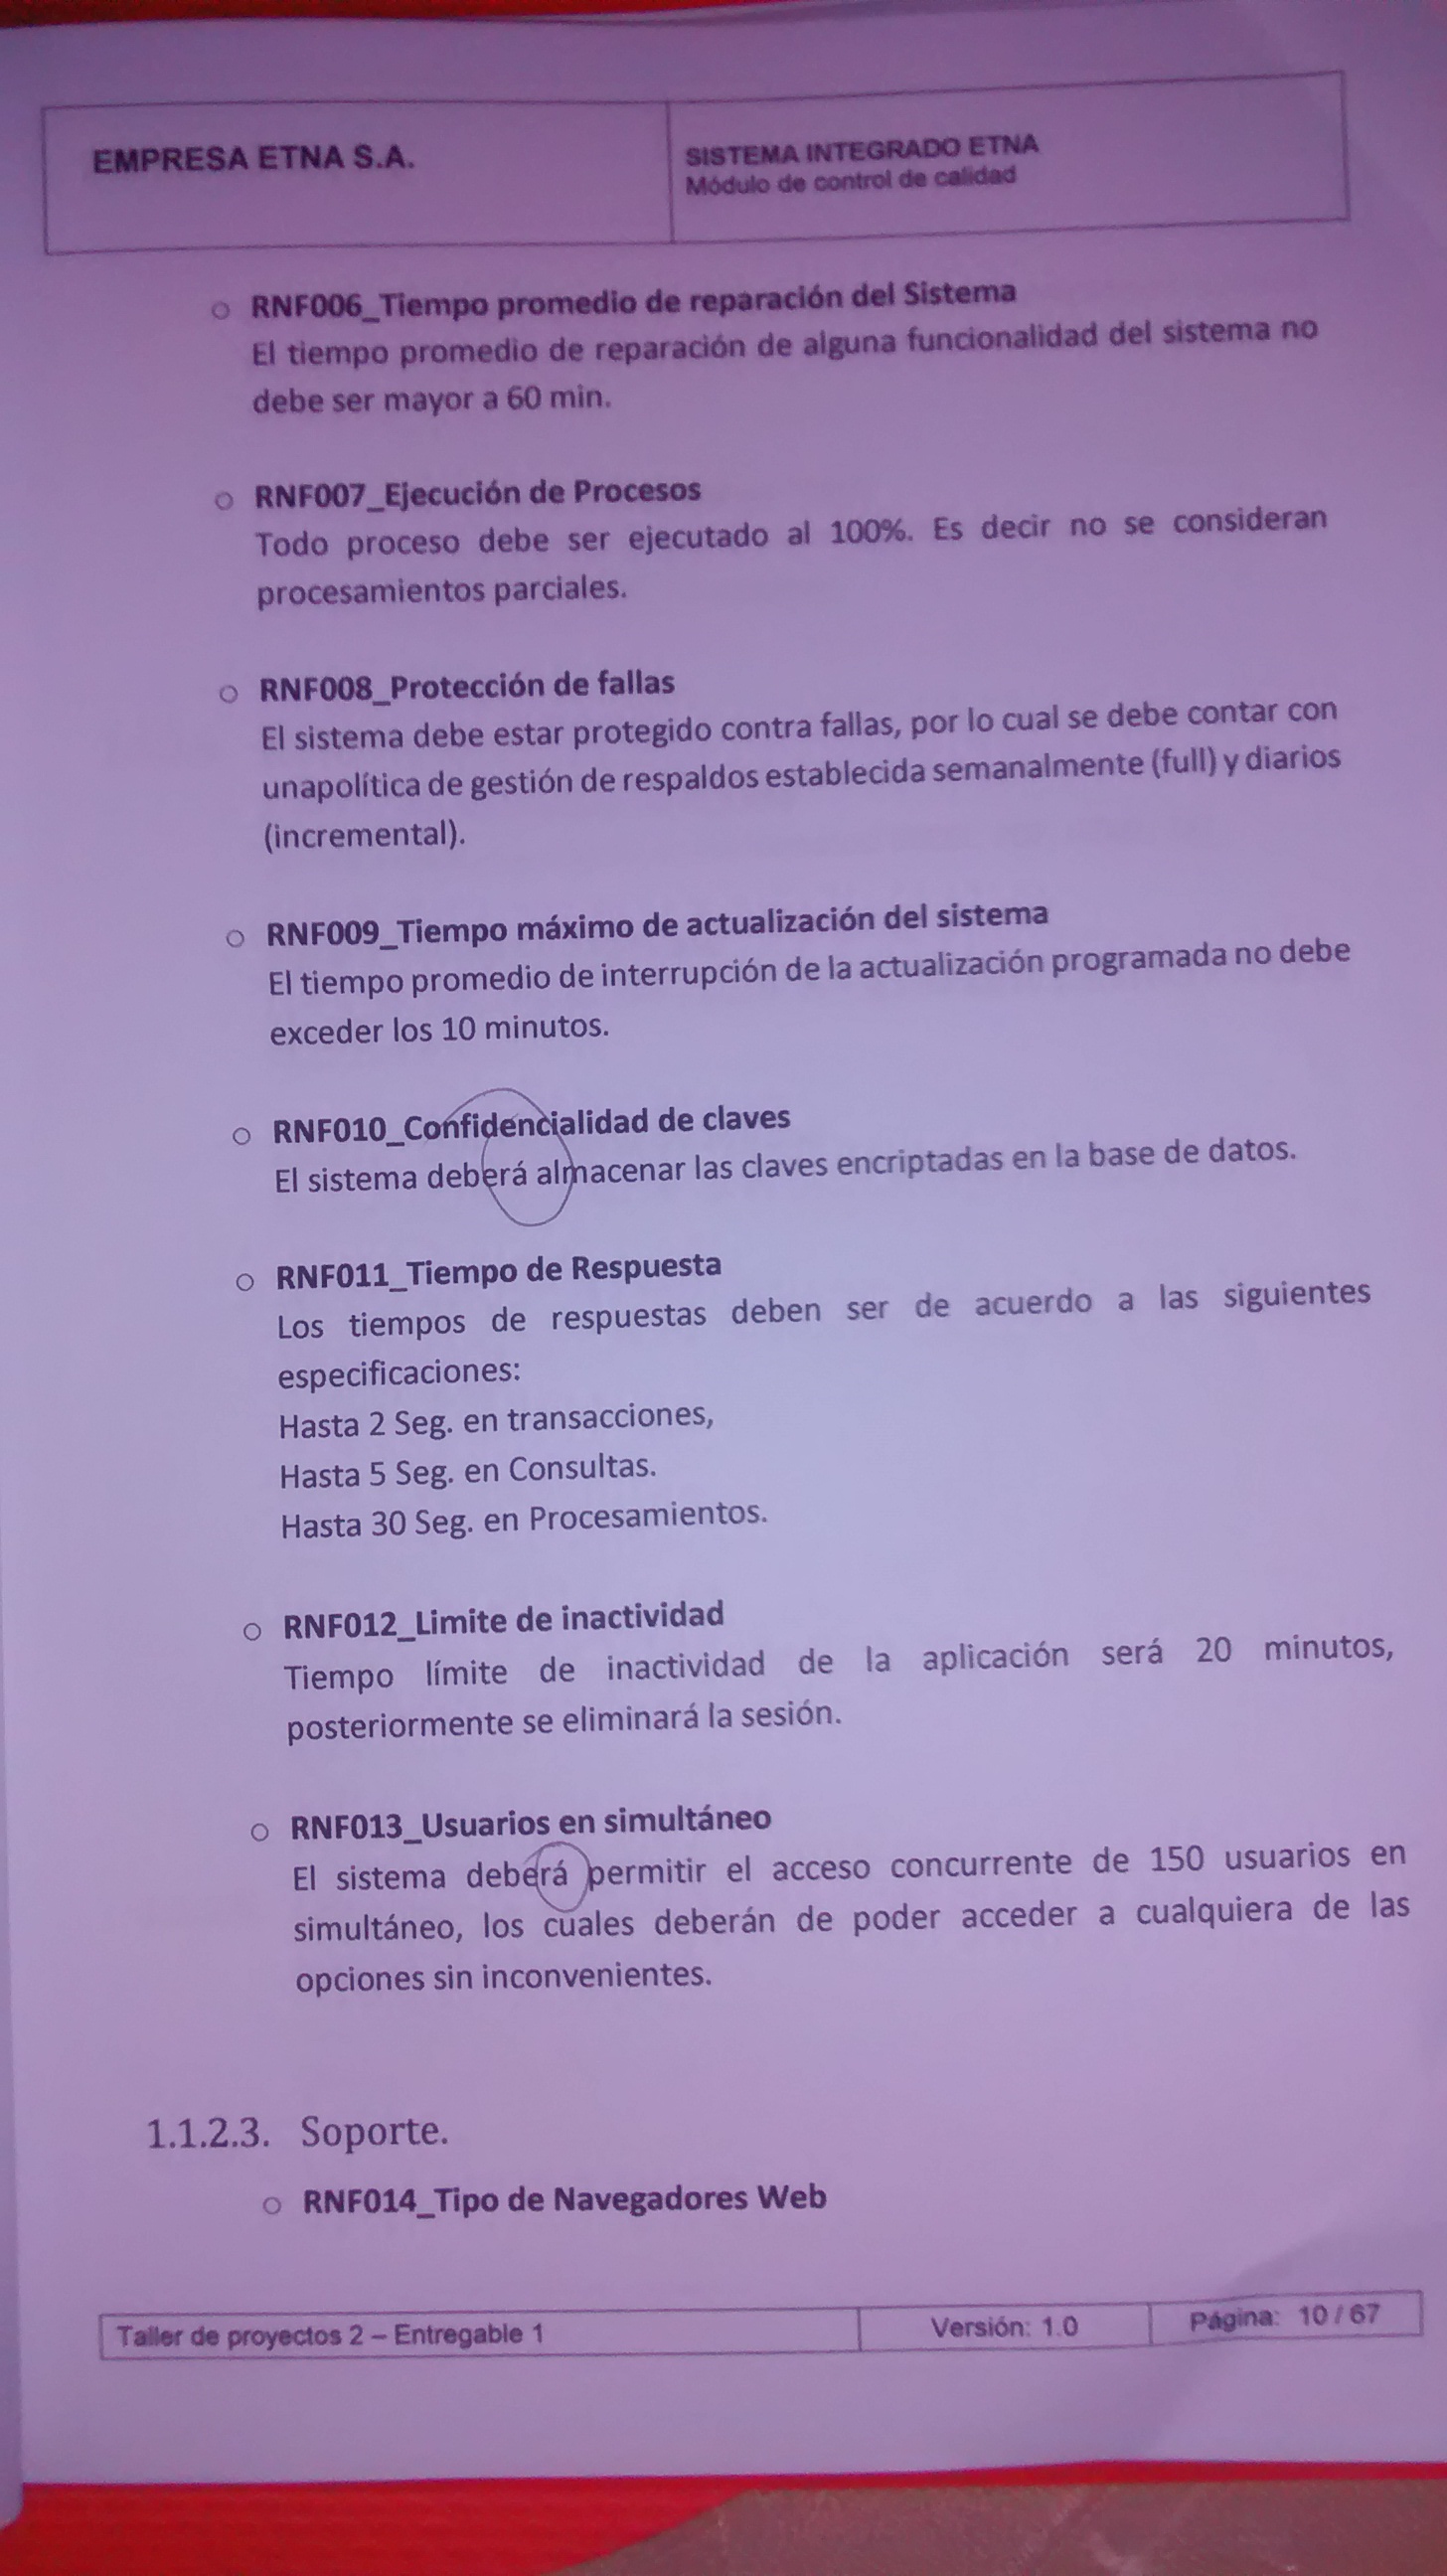 EMPRESA ETNA S.A.
SISTEMA INTEGRADO ETNA
Módulo de control de calidad
○ RNF006_Tiempo promedio de reparación del Sistema
El tiempo promedio de reparación de alguna funcionalidad del sistema no
debe ser mayor a 60 min.
○ RNF007_Ejecución de Procesos
Todo proceso debe ser ejecutado al 100%. Es decir no se consideran
procesamientos parciales.
○ RNF008_Protección de fallas
El sistema debe estar protegido contra fallas, por lo cual se debe contar con
unapolítica de gestión de respaldos establecida semanalmente (full) y diarios
(incremental).
○ RNF009_Tiempo máximo de actualización del sistema
El tiempo promedio de interrupción de la actualización programada no debe
exceder los 10 minutos.
○ RNF010_Confidencialidad de claves
El sistema deberá almacenar las claves encriptadas en la base de datos.
○ RNF011_Tiempo de Respuesta
Los tiempos de respuestas deben ser de acuerdo a las siguientes
especificaciones:
Hasta 2 Seg. en transacciones,
Hasta 5 Seg. en Consultas.
Hasta 30 Seg. en Procesamientos.
○ RNF012_Limite de inactividad
Tiempo límite de inactividad de la aplicación será 20 minutos,
posteriormente se eliminará la sesión.
○ RNF013_Usuarios en simultáneo
El sistema deberá permitir el acceso concurrente de 150 usuarios en
simultáneo, los cuales deberán de poder acceder a cualquiera de las
opciones sin inconvenientes.
1.1.2.3. Soporte.
○ RNF014_Tipo de Navegadores Web
Taller de proyectos 2 – Entregable 1
Versión: 1.0
Página: 10 / 67